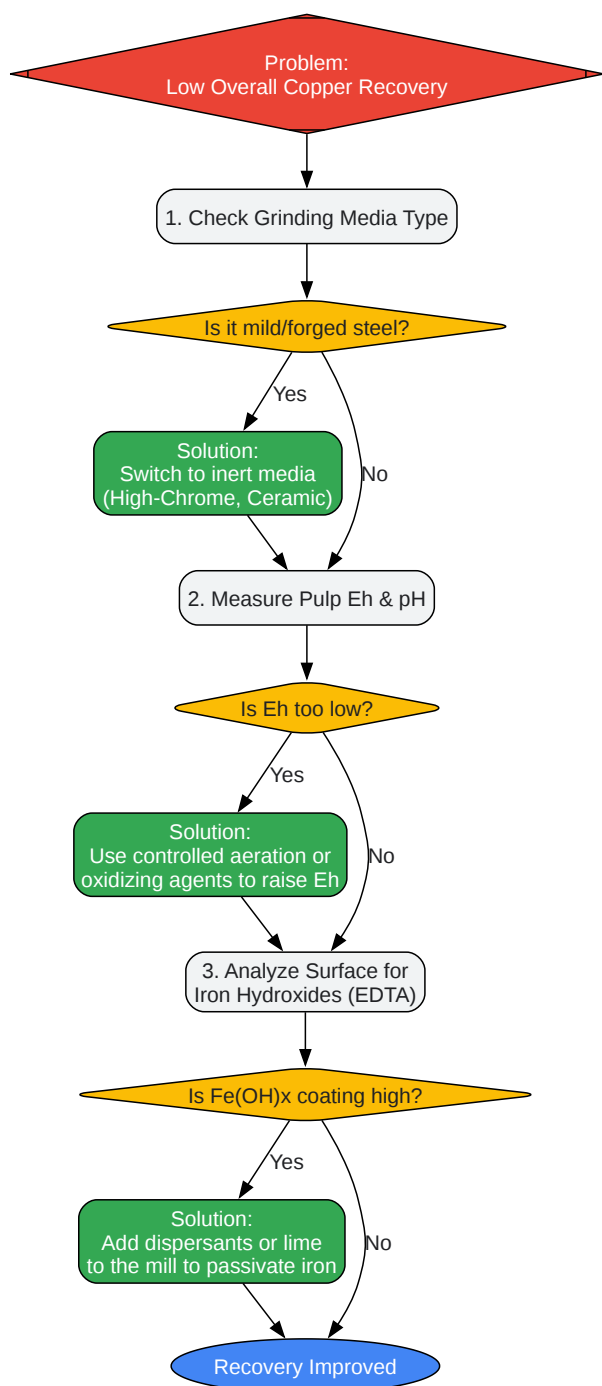 Problem:
Low Overall Copper Recovery
1. Check Grinding Media Type
Is it mild/forged steel?
Yes
Solution:
Switch to inert media
(High-Chrome, Ceramic)
No
2. Measure Pulp Eh & pH
Is Eh too low?
Yes
Solution:
Use controlled aeration or
oxidizing agents to raise Eh
No
3. Analyze Surface for
Iron Hydroxides (EDTA)
Is Fe(OH)x coating high?
Yes
Solution:
Add dispersants or lime
to the mill to passivate iron
No
Recovery Improved